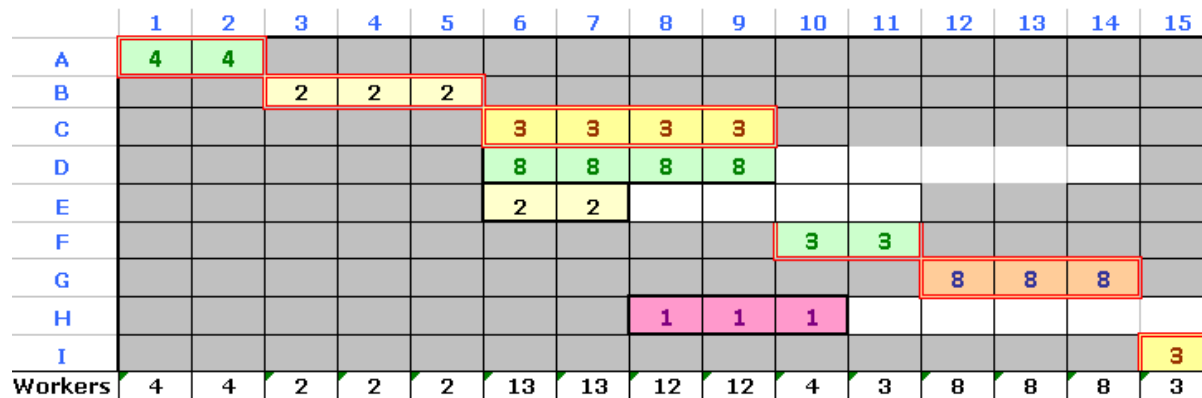 1 2 3 4 5 6 7 8 9 10 11 12 13 14 15
A 4 4
B 2 2 2
C 3 3 3 3
D 8 8 8 8
E 2 2
F 3 3
G 8 8 8
H 1 1 1
I 3
Workers 4 4 2 2 2 13 13 12 12 4 3 8 8 8 3